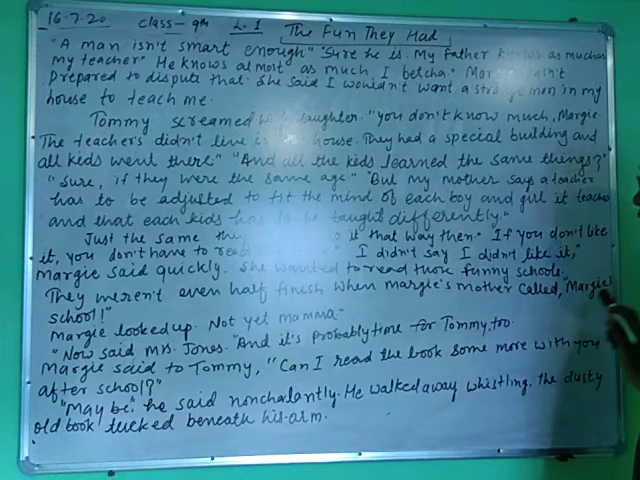 16.7.20 Class-9th L.1 The Fun They Had
"A man isn't smart enough" "Sure he is. My father knows as much as
my teacher" He knows almost as much, I betcha." 
prepared to dispute that. She said I wouldn't want a strange man in my
house to teach me.
Tommy screamed with laughter. "you don't know much, Margie.
The teachers didn't live in house. They had a special building and
all kids went there" "And all the kids learned the same things?"
"Sure, if they were the same age" "But my mother says a teacher
has to be adjusted to fit the mind of each boy and girl it teaches
and that each kids has to be taught differently."
Just the same they it that way then. If you don't like
it, you don't have to read I didn't say I didn't like it,"
Margie said quickly. She wanted to read those funny schools.
They weren't even half finish when margie's mother called, "Margie!
School!"
Margie looked up. Not yet mamma"
"Now said Mrs. Jones. "And it's probably time for Tommy, too.
Margie said to Tommy, "Can I read the book some more with you
after school?"
"May be." he said nonchalantly. He walked away whistling. the dusty
old book tucked beneath his arm.